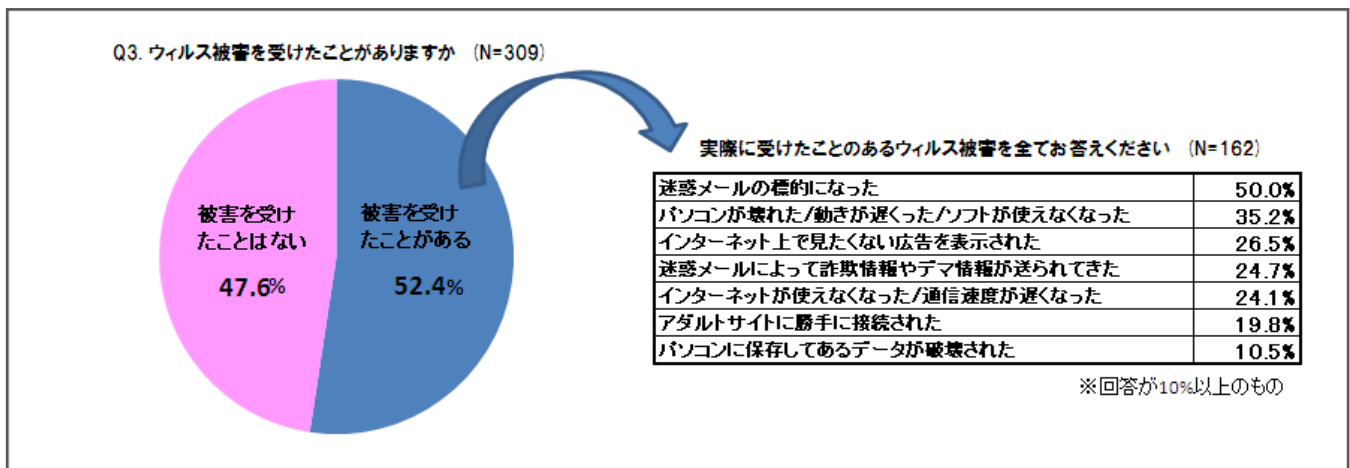 Q3. ウィルス被害を受けたことがありますか (N=309)
被害を受け
たことはない
47.6%
被害を受け
たことがある
52.4%
実際に受けたことのあるウィルス被害を全てお答えください (N=162)
迷惑メールの標的になった 50.0%
パソコンが壊れた/動きが遅くった/ソフトが使えなくなった 35.2%
インターネット上で見たくない広告を表示された 26.5%
迷惑メールによって詐欺情報やデマ情報が送られてきた 24.7%
インターネットが使えなくなった/通信速度が遅くなった 24.1%
アダルトサイトに勝手に接続された 19.8%
パソコンに保存してあるデータが破壊された 10.5%
※回答が10%以上のもの